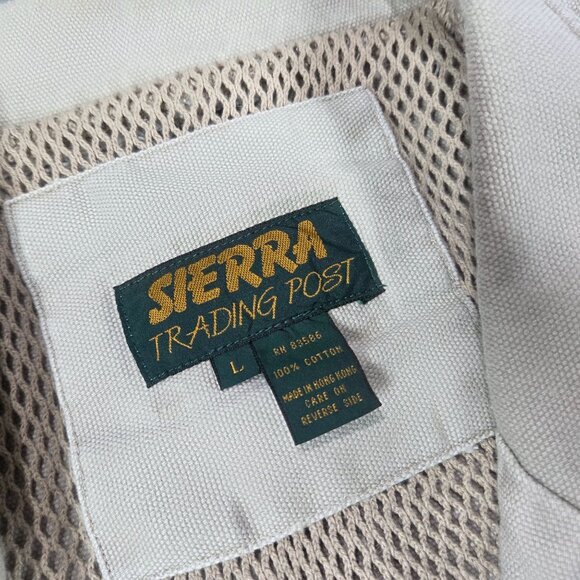 SIERRA
TRADING POST
L
RN 83586
100% COTTON
MADE IN HONG KONG
CARE ON
REVERSE SIDE